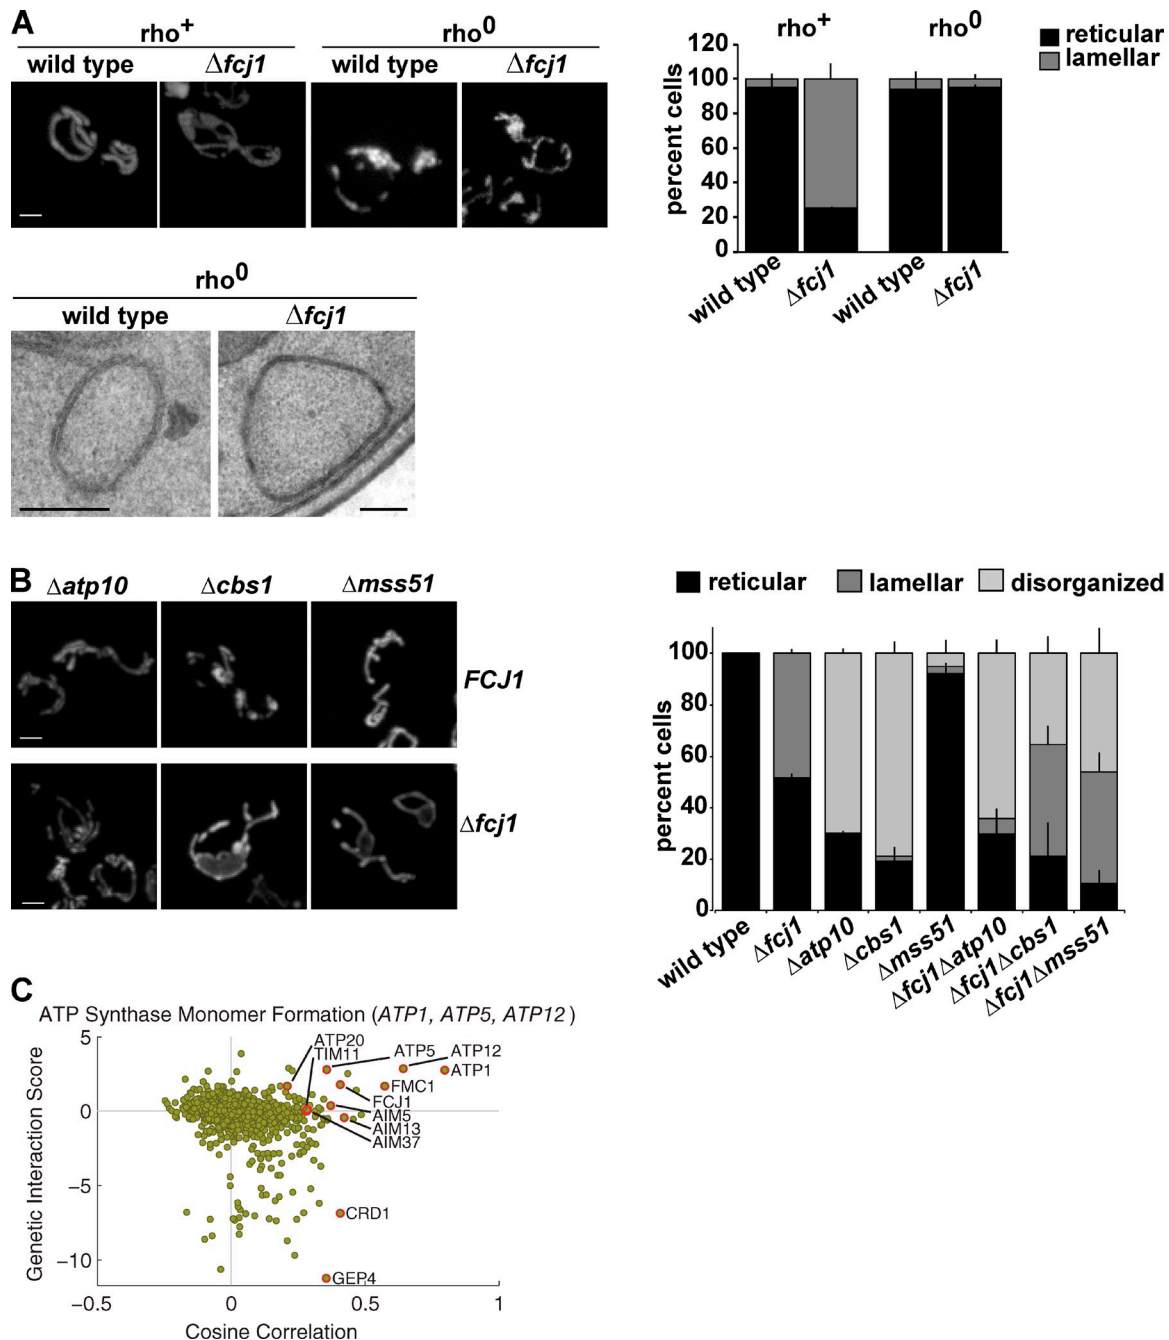 A
rho+
rho0
wild type
Δfcj1
wild type
Δfcj1
rho+
rho0
reticular
lamellar
120
100
80
60
40
20
0
percent cells
wild type
Δfcj1
wild type
Δfcj1
rho0
wild type
Δfcj1
B
Δatp10
Δcbs1
Δmss51
FCJ1
Δfcj1
reticular
lamellar
disorganized
100
80
60
40
20
0
percent cells
wild type
Δfcj1
Δatp10
Δcbs1
Δmss51
Δfcj1Δatp10
Δfcj1Δcbs1
Δfcj1Δmss51
C
ATP Synthase Monomer Formation (ATP1, ATP5, ATP12)
5
0
−5
−10
Genetic Interaction Score
ATP20
TIM11
ATP5
ATP12
ATP1
FMC1
FCJ1
AIM5
AIM13
AIM37
CRD1
GEP4
−0.5
0
0.5
1
Cosine Correlation